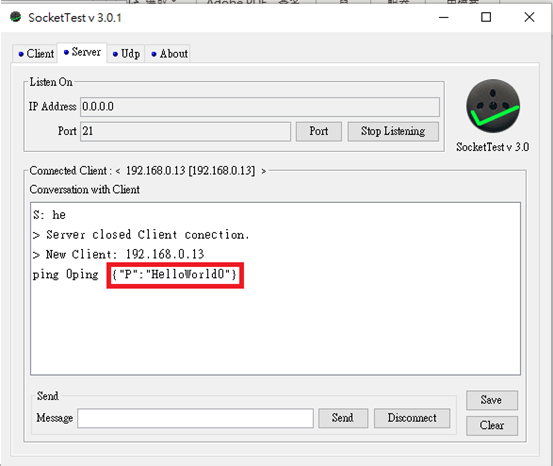 SocketTest v 3.0.1
Client
Server
Udp
About
Listen On
IP Address 0.0.0.0
Port 21 Port Stop Listening
SocketTest v 3.0
Connected Client : < 192.168.0.13 [192.168.0.13] >
Conversation with Client
S: he
> Server closed Client conection.
> New Client: 192.168.0.13
ping 0ping {"P":"HelloWorld0"}
Send
Message Send Disconnect
Save
Clear